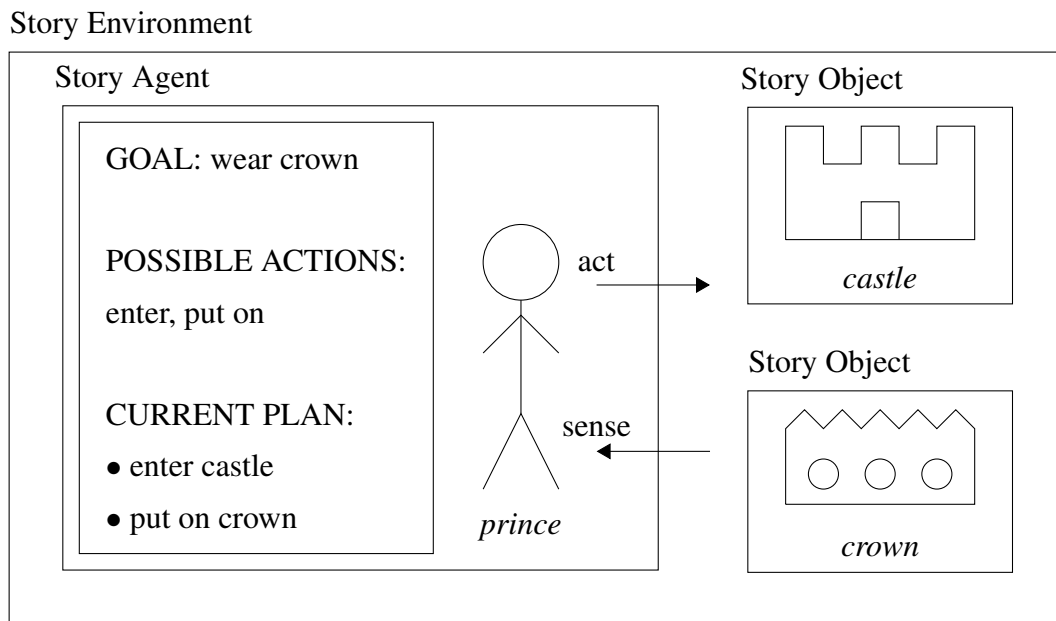 Story Environment
Story Agent
GOAL: wear crown
POSSIBLE ACTIONS:
enter, put on
CURRENT PLAN:
• enter castle
• put on crown
act
sense
prince
Story Object
castle
Story Object
crown